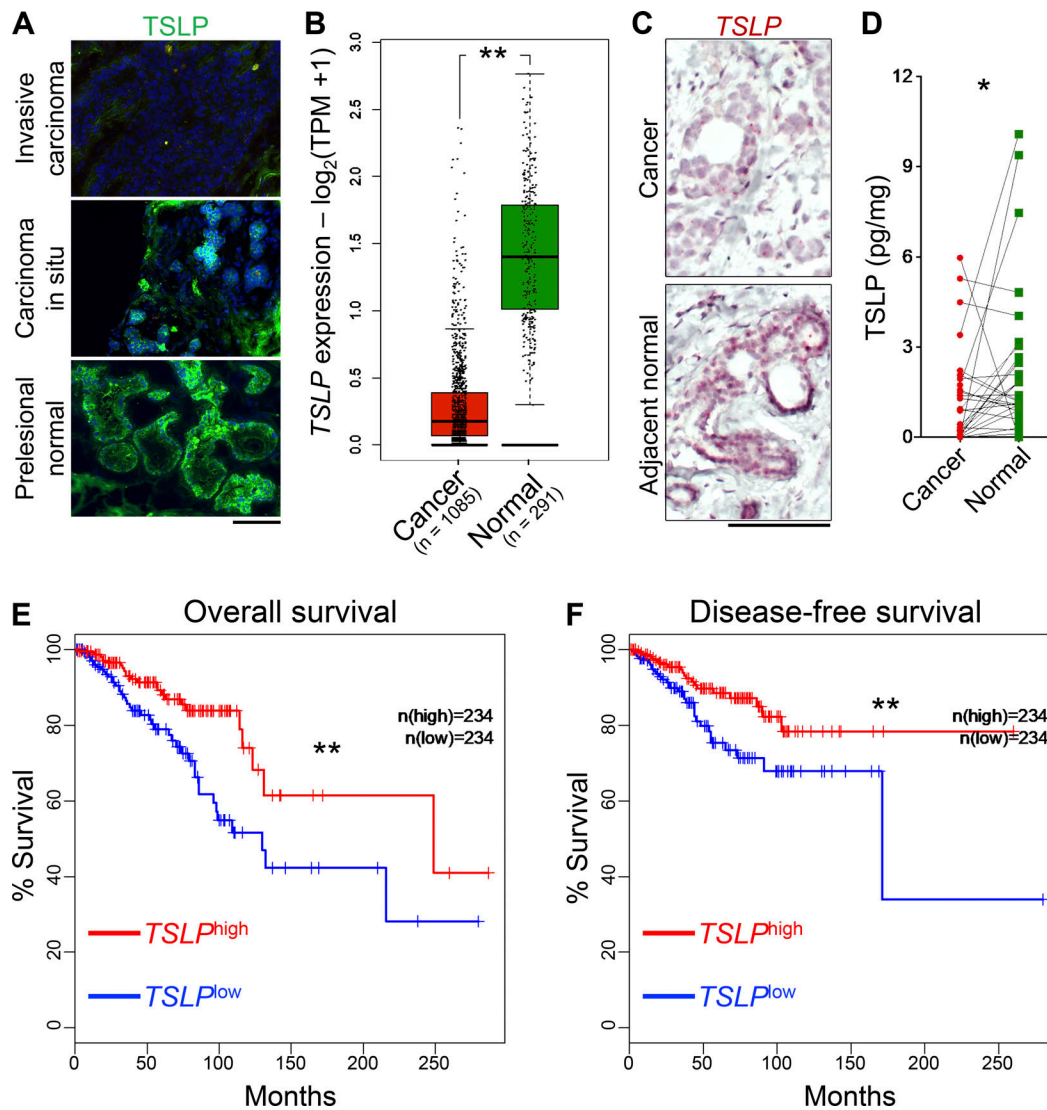 A
TSLP
Invasive
carcinoma
Carcinoma
in situ
Prelesional
normal
B
TSLP expression – log2(TPM +1)
3.0
2.5
2.0
1.5
1.0
0.5
0.0
**
Cancer
(n = 1085)
Normal
(n = 291)
C
TSLP
Cancer
Adjacent normal
D
TSLP (pg/mg)
12
9
6
3
0
*
Cancer
Normal
E
Overall survival
% Survival
100
80
60
40
20
0
n(high)=234
n(low)=234
**
TSLPhigh
TSLPlow
0 50 100 150 200 250
Months
F
Disease-free survival
% Survival
100
80
60
40
20
0
n(high)=234
n(low)=234
**
TSLPhigh
TSLPlow
0 50 100 150 200 250
Months